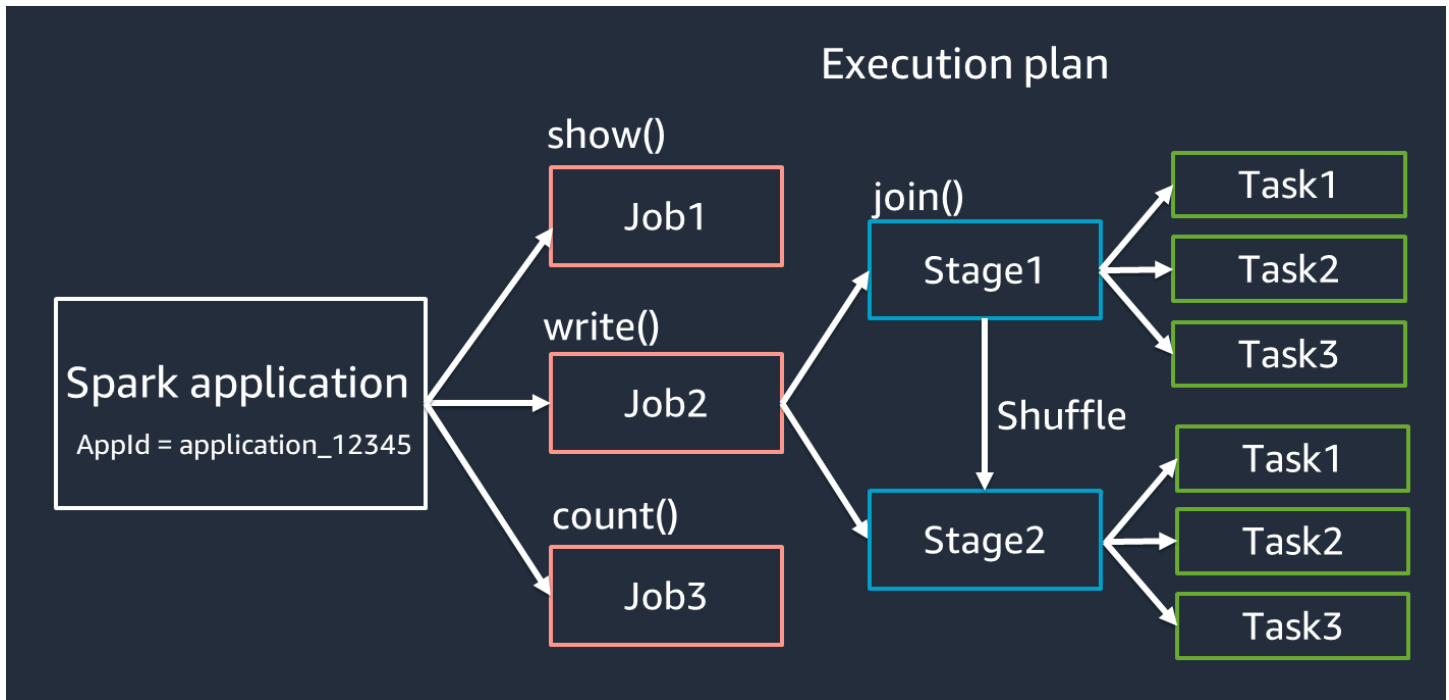 Execution plan
show()
Job1
join()
Stage1
Task1
Task2
Task3
Spark application
AppId = application_12345
write()
Job2
Shuffle
count()
Job3
Stage2
Task1
Task2
Task3